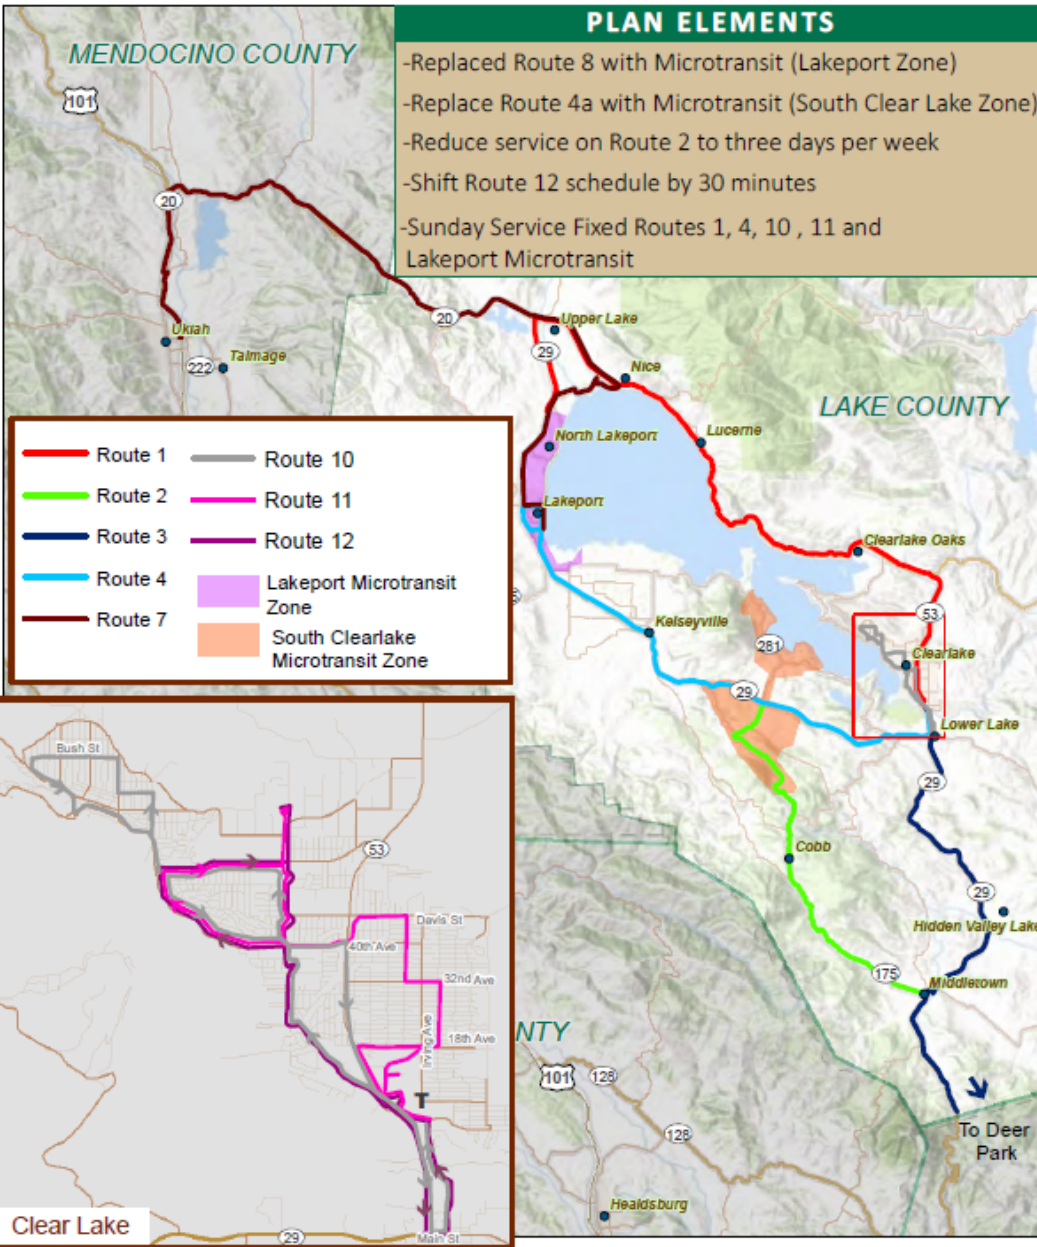 PLAN ELEMENTS
-Replaced Route 8 with Microtransit (Lakeport Zone)
-Replace Route 4a with Microtransit (South Clear Lake Zone)
-Reduce service on Route 2 to three days per week
-Shift Route 12 schedule by 30 minutes
-Sunday Service Fixed Routes 1, 4, 10 , 11 and
Lakeport Microtransit
MENDOCINO COUNTY
101
20
20
Upper Lake
Ukiah
29
222
Talmage
Nice
LAKE COUNTY
Lucerne
North Lakeport
Lakeport
Clearlake Oaks
53
Kelseyville
281
Clearlake
29
Lower Lake
29
Cobb
29
Hidden Valley Lake
175
Middletown
NTY
101
128
128
To Deer
Park
Healdsburg
Route 1
Route 2
Route 3
Route 4
Route 7
Route 10
Route 11
Route 12
Lakeport Microtransit
Zone
South Clearlake
Microtransit Zone
Bush St
53
Davis St
40th Ave
32nd Ave
18th Ave
Irving Ave
T
Clear Lake
29
Main St